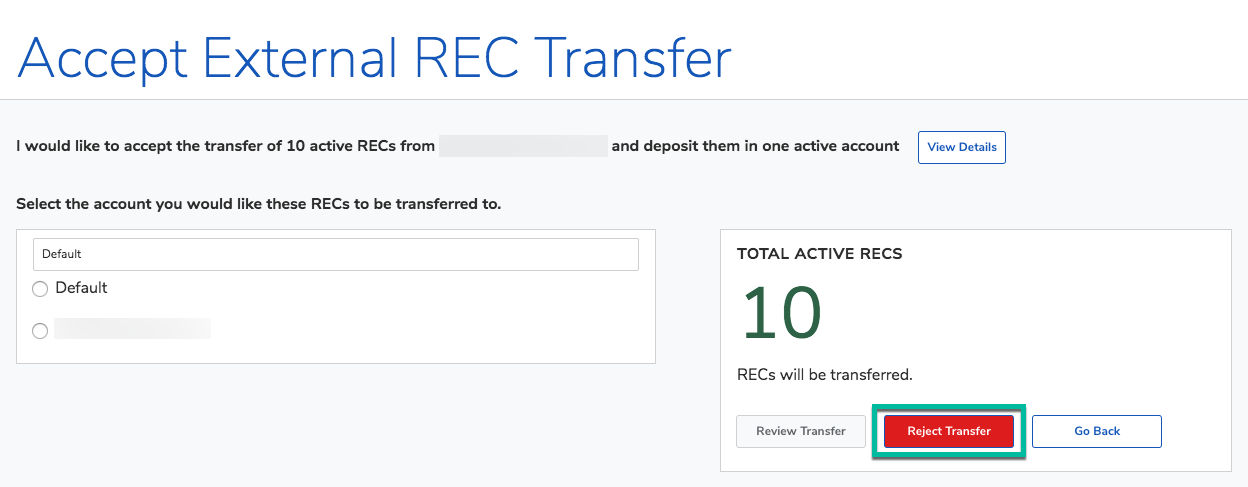 Accept External REC Transfer
I would like to accept the transfer of 10 active RECs from and deposit them in one active account
View Details
Select the account you would like these RECs to be transferred to.
Default
Default
TOTAL ACTIVE RECS
10
RECs will be transferred.
Review Transfer
Reject Transfer
Go Back